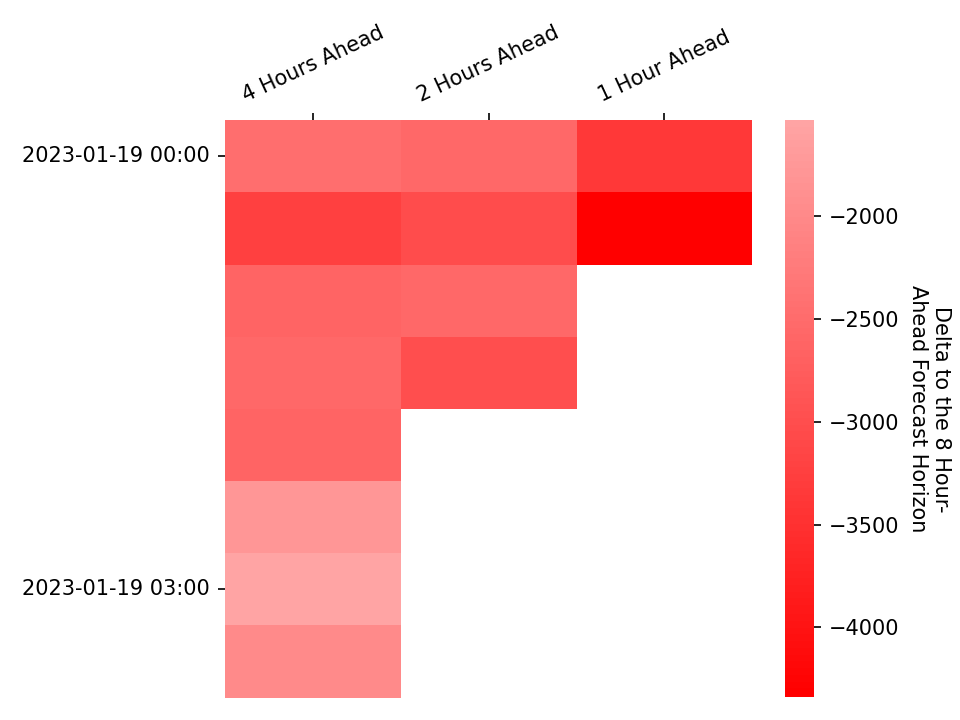 4 Hours Ahead
2 Hours Ahead
1 Hour Ahead
2023-01-19 00:00
2023-01-19 03:00
−2000
−2500
−3000
−3500
−4000
Delta to the 8 Hour-
Ahead Forecast Horizon